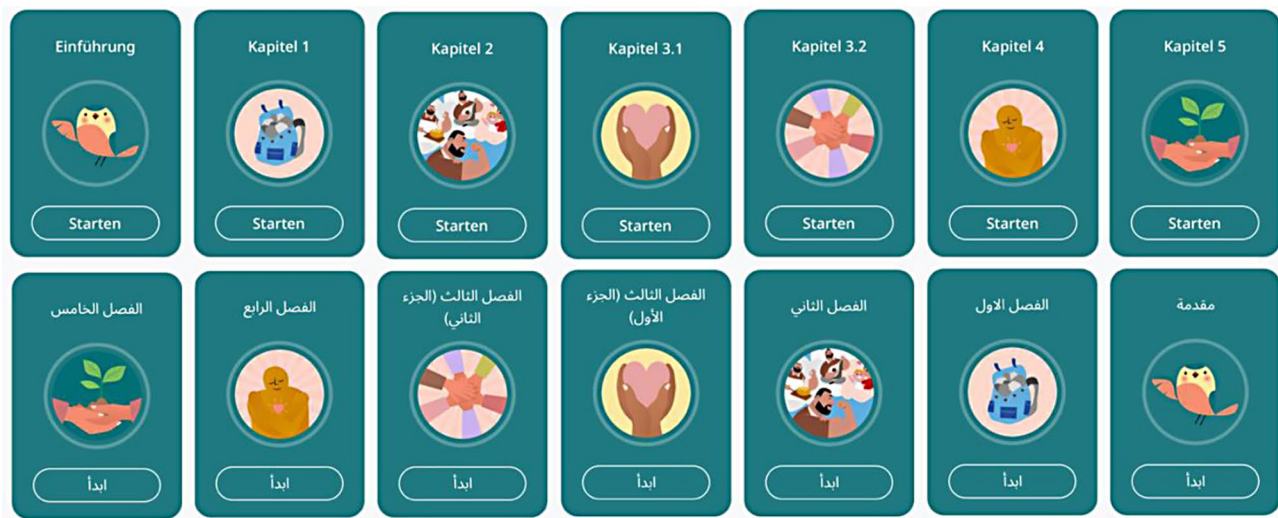 Einführung
Starten
Kapitel 1
Starten
Kapitel 2
Starten
Kapitel 3.1
Starten
Kapitel 3.2
Starten
Kapitel 4
Starten
Kapitel 5
Starten
مقدمة
ابدأ
الفصل الاول
ابدأ
الفصل الثاني
ابدأ
الفصل الثالث (الجزء
الأول)
ابدأ
الفصل الثالث (الجزء
الثاني)
ابدأ
الفصل الرابع
ابدأ
الفصل الخامس
ابدأ